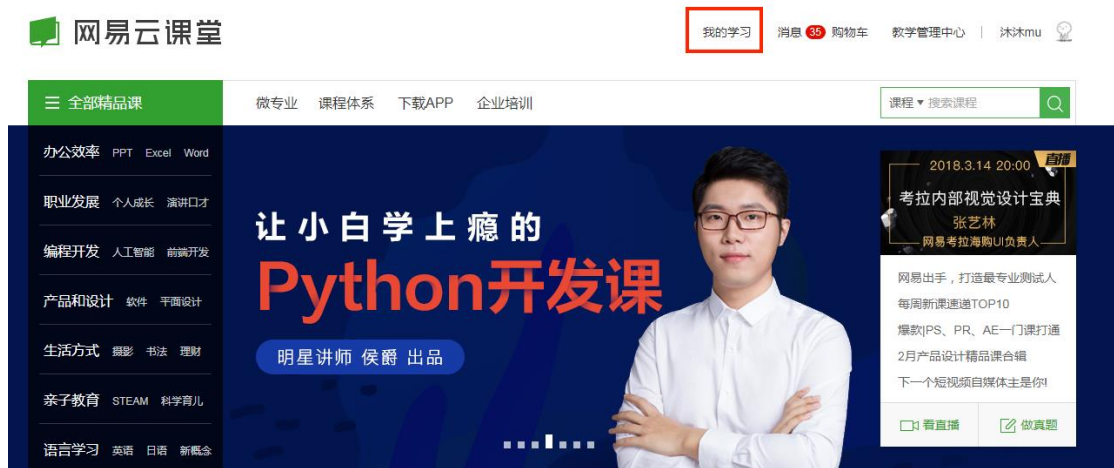 网易云课堂
我的学习 消息 35 购物车 教学管理中心 | 沐沐mu
全部精品课 微专业 课程体系 下载APP 企业培训 课程 搜索课程
办公效率 PPT Excel Word
职业发展 个人成长 演讲口才
编程开发 人工智能 前端开发
产品和设计 软件 平面设计
生活方式 摄影 书法 理财
亲子教育 STEAM 科学育儿
语言学习 英语 日语 新概念
让小白学上瘾的
Python开发课
明星讲师 侯爵 出品
直播
2018.3.14 20:00
考拉内部视觉设计宝典
张艺林
网易考拉海购UI负责人
网易出手，打造最专业测试人
每周新课速递TOP10
爆款|PS、PR、AE一门课打通
2月产品设计精品课合辑
下一个短视频自媒体主是你!
看直播 做真题